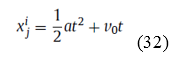 x_j^i = \frac{1}{2}at^2 + v_0t (32)